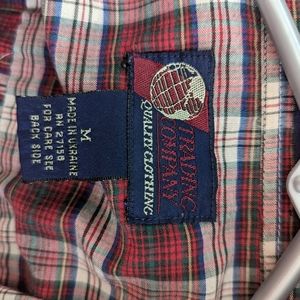 TRADING
COMPANY
QUALITY CLOTHING
M
MADE IN UKRAINE
RN 27158
FOR CARE SEE
BACK SIDE